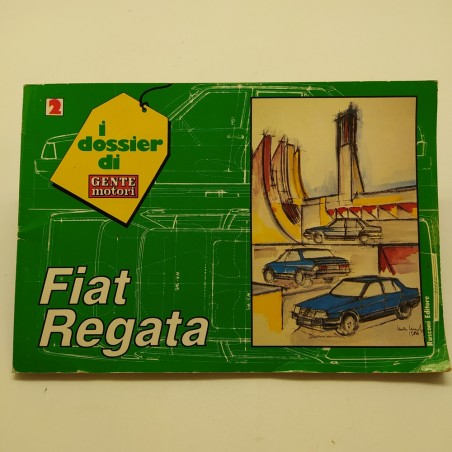 2
i
dossier
di
GENTE
motori
Fiat
Regata
Rusconi Editore